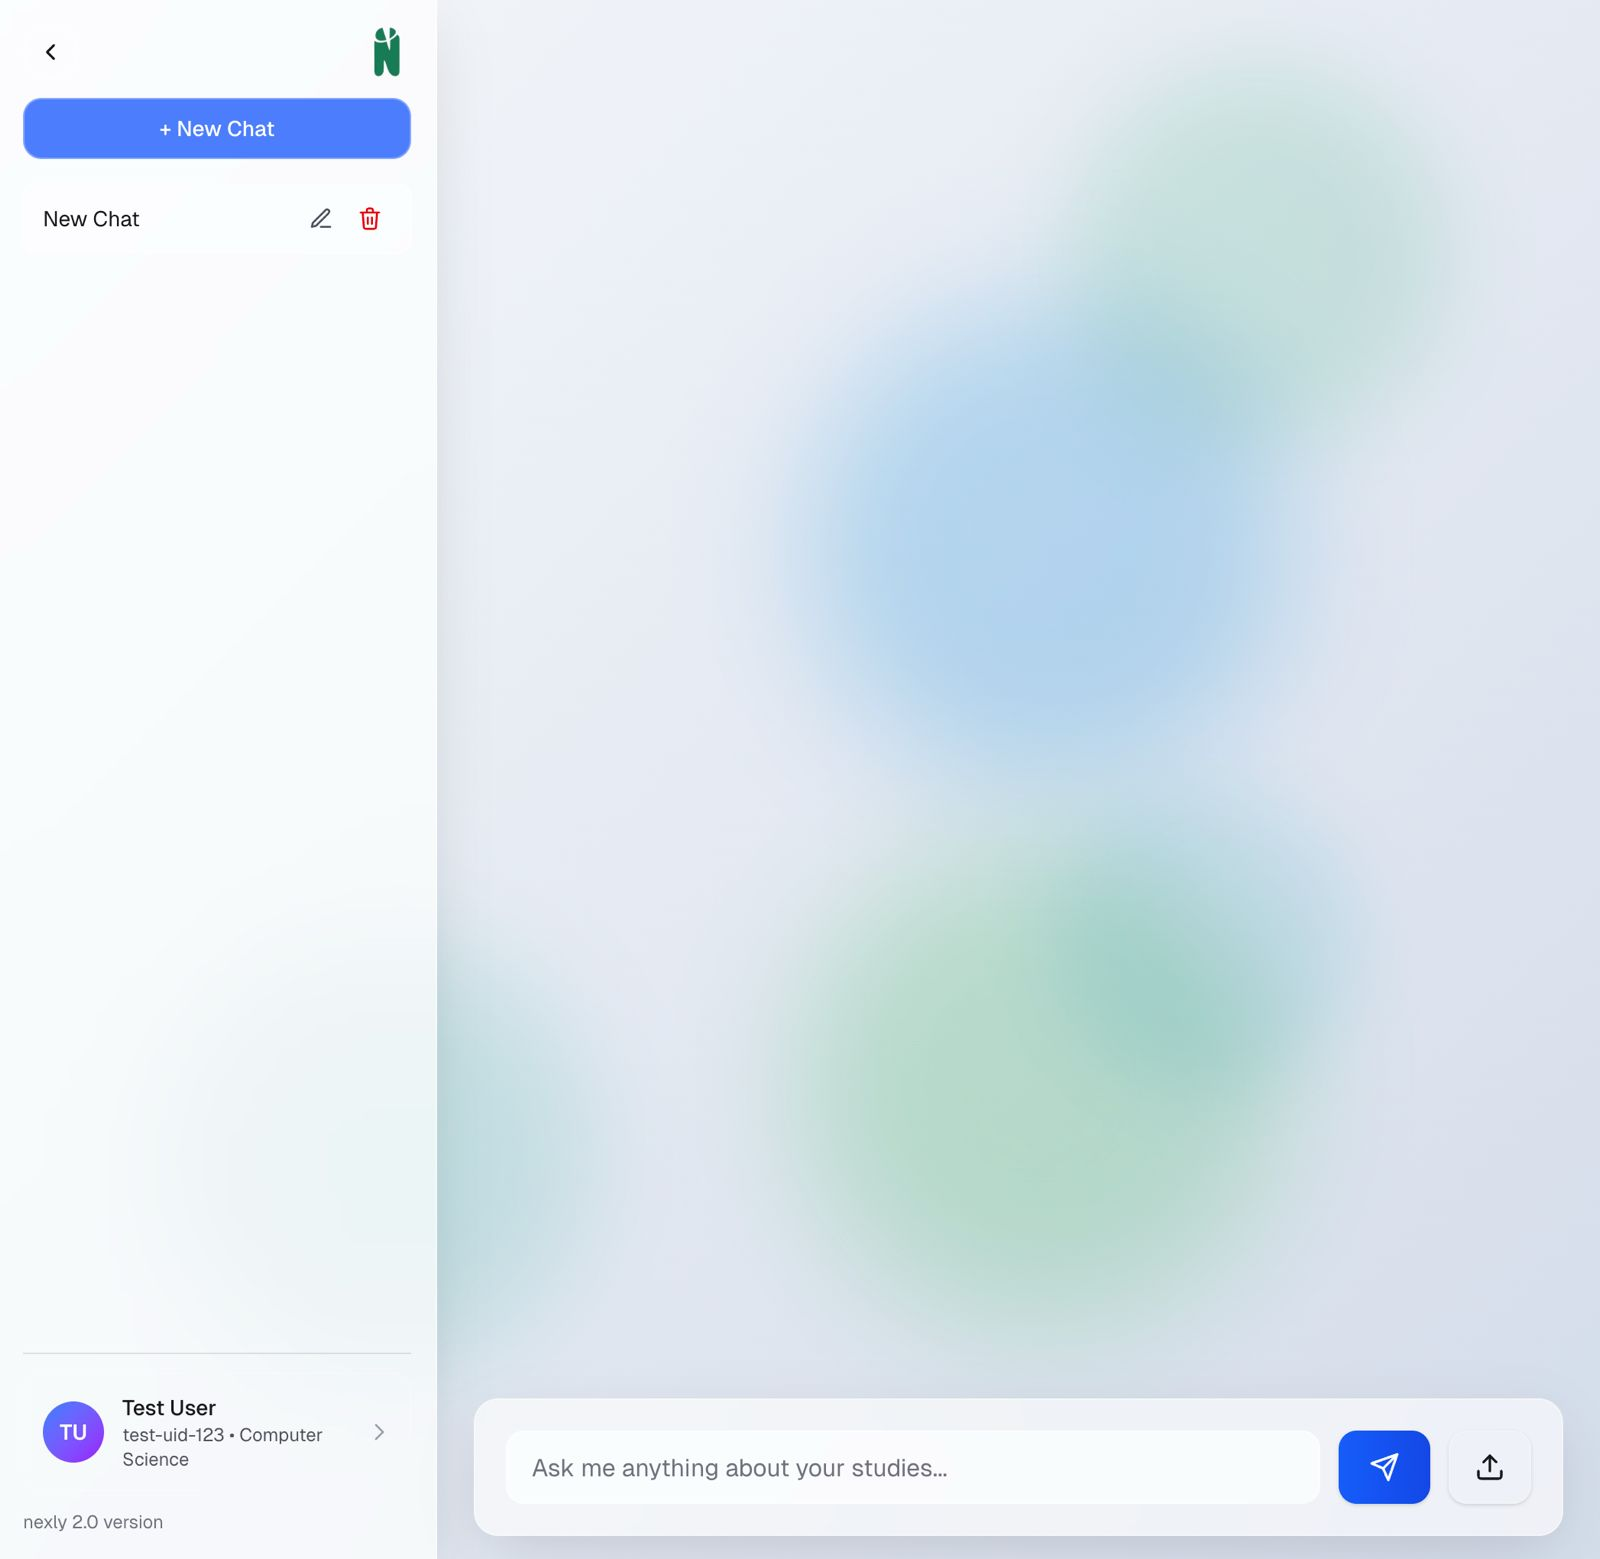 N
+ New Chat
New Chat
TU
Test User
test-uid-123 • Computer
Science
nexly 2.0 version
Ask me anything about your studies...